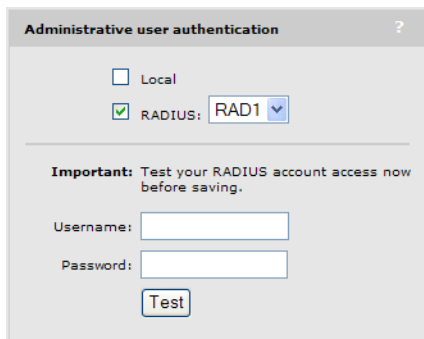 Administrative user authentication ?
Local
RADIUS: RAD1
Important: Test your RADIUS account access now
before saving.
Username:
Password:
Test